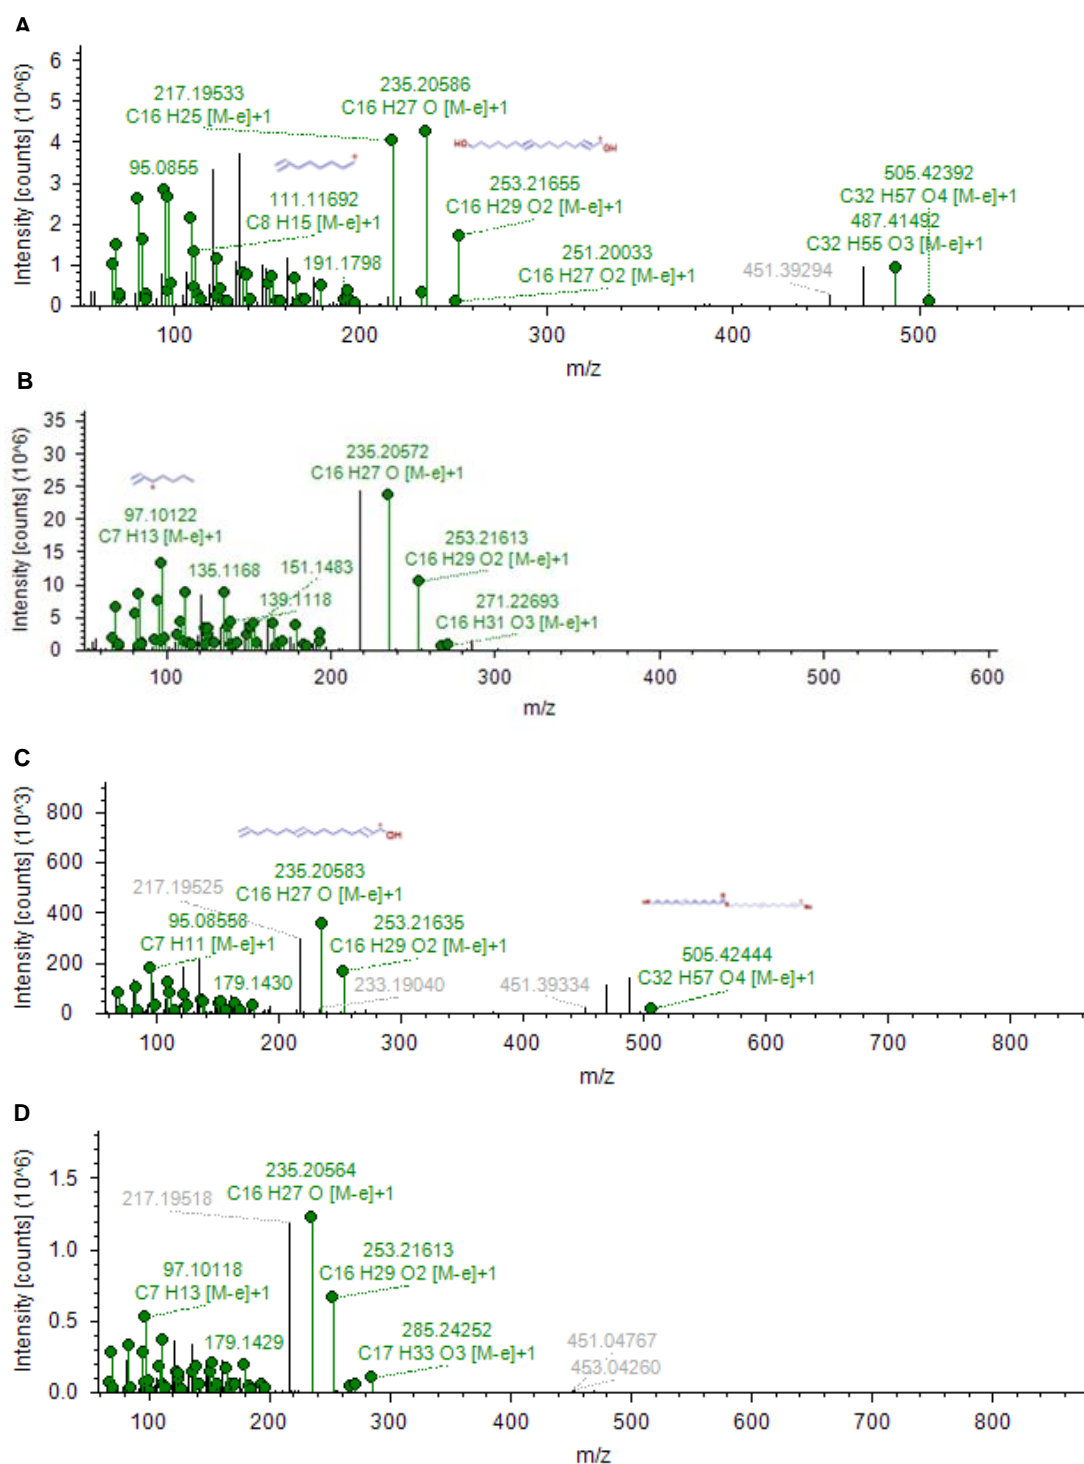 A
Intensity [counts] (10^6)
6
5
4
3
2
1
0
217.19533
C16 H25 [M-e]+1
235.20586
C16 H27 O [M-e]+1
95.0855
HO
OH
111.11692
C8 H15 [M-e]+1
253.21655
C16 H29 O2 [M-e]+1
191.1798
251.20033
C16 H27 O2 [M-e]+1
505.42392
C32 H57 O4 [M-e]+1
487.41492
C32 H55 O3 [M-e]+1
451.39294
100 200 300 400 500
m/z
B
Intensity [counts] (10^6)
35
30
25
20
15
10
5
0
235.20572
C16 H27 O [M-e]+1
97.10122
C7 H13 [M-e]+1
135.1168
151.1483
139.1118
253.21613
C16 H29 O2 [M-e]+1
271.22693
C16 H31 O3 [M-e]+1
100 200 300 400 500 600
m/z
C
Intensity [counts] (10^3)
800
600
400
200
0
OH
235.20583
C16 H27 O [M-e]+1
217.19525
95.08558
C7 H11 [M-e]+1
253.21635
C16 H29 O2 [M-e]+1
179.1430
233.19040
451.39334
505.42444
C32 H57 O4 [M-e]+1
100 200 300 400 500 600 700 800
m/z
D
Intensity [counts] (10^6)
1.5
1.0
0.5
0.0
235.20564
C16 H27 O [M-e]+1
217.19518
253.21613
C16 H29 O2 [M-e]+1
97.10118
C7 H13 [M-e]+1
179.1429
285.24252
C17 H33 O3 [M-e]+1
451.04767
453.04260
100 200 300 400 500 600 700 800
m/z